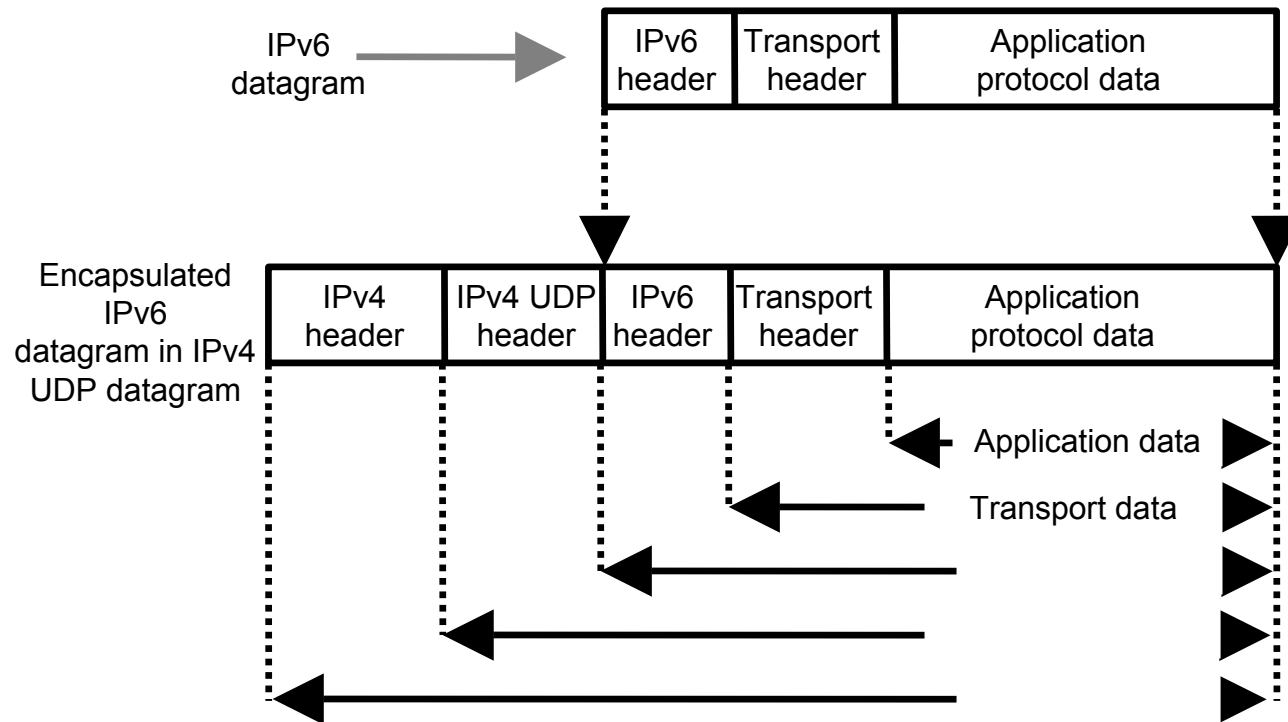 IPv6
datagram
IPv6
header
Transport
header
Application
protocol data
Encapsulated
IPv6
datagram in IPv4
UDP datagram
IPv4
header
IPv4 UDP
header
IPv6
header
Transport
header
Application
protocol data
Application data
Transport data